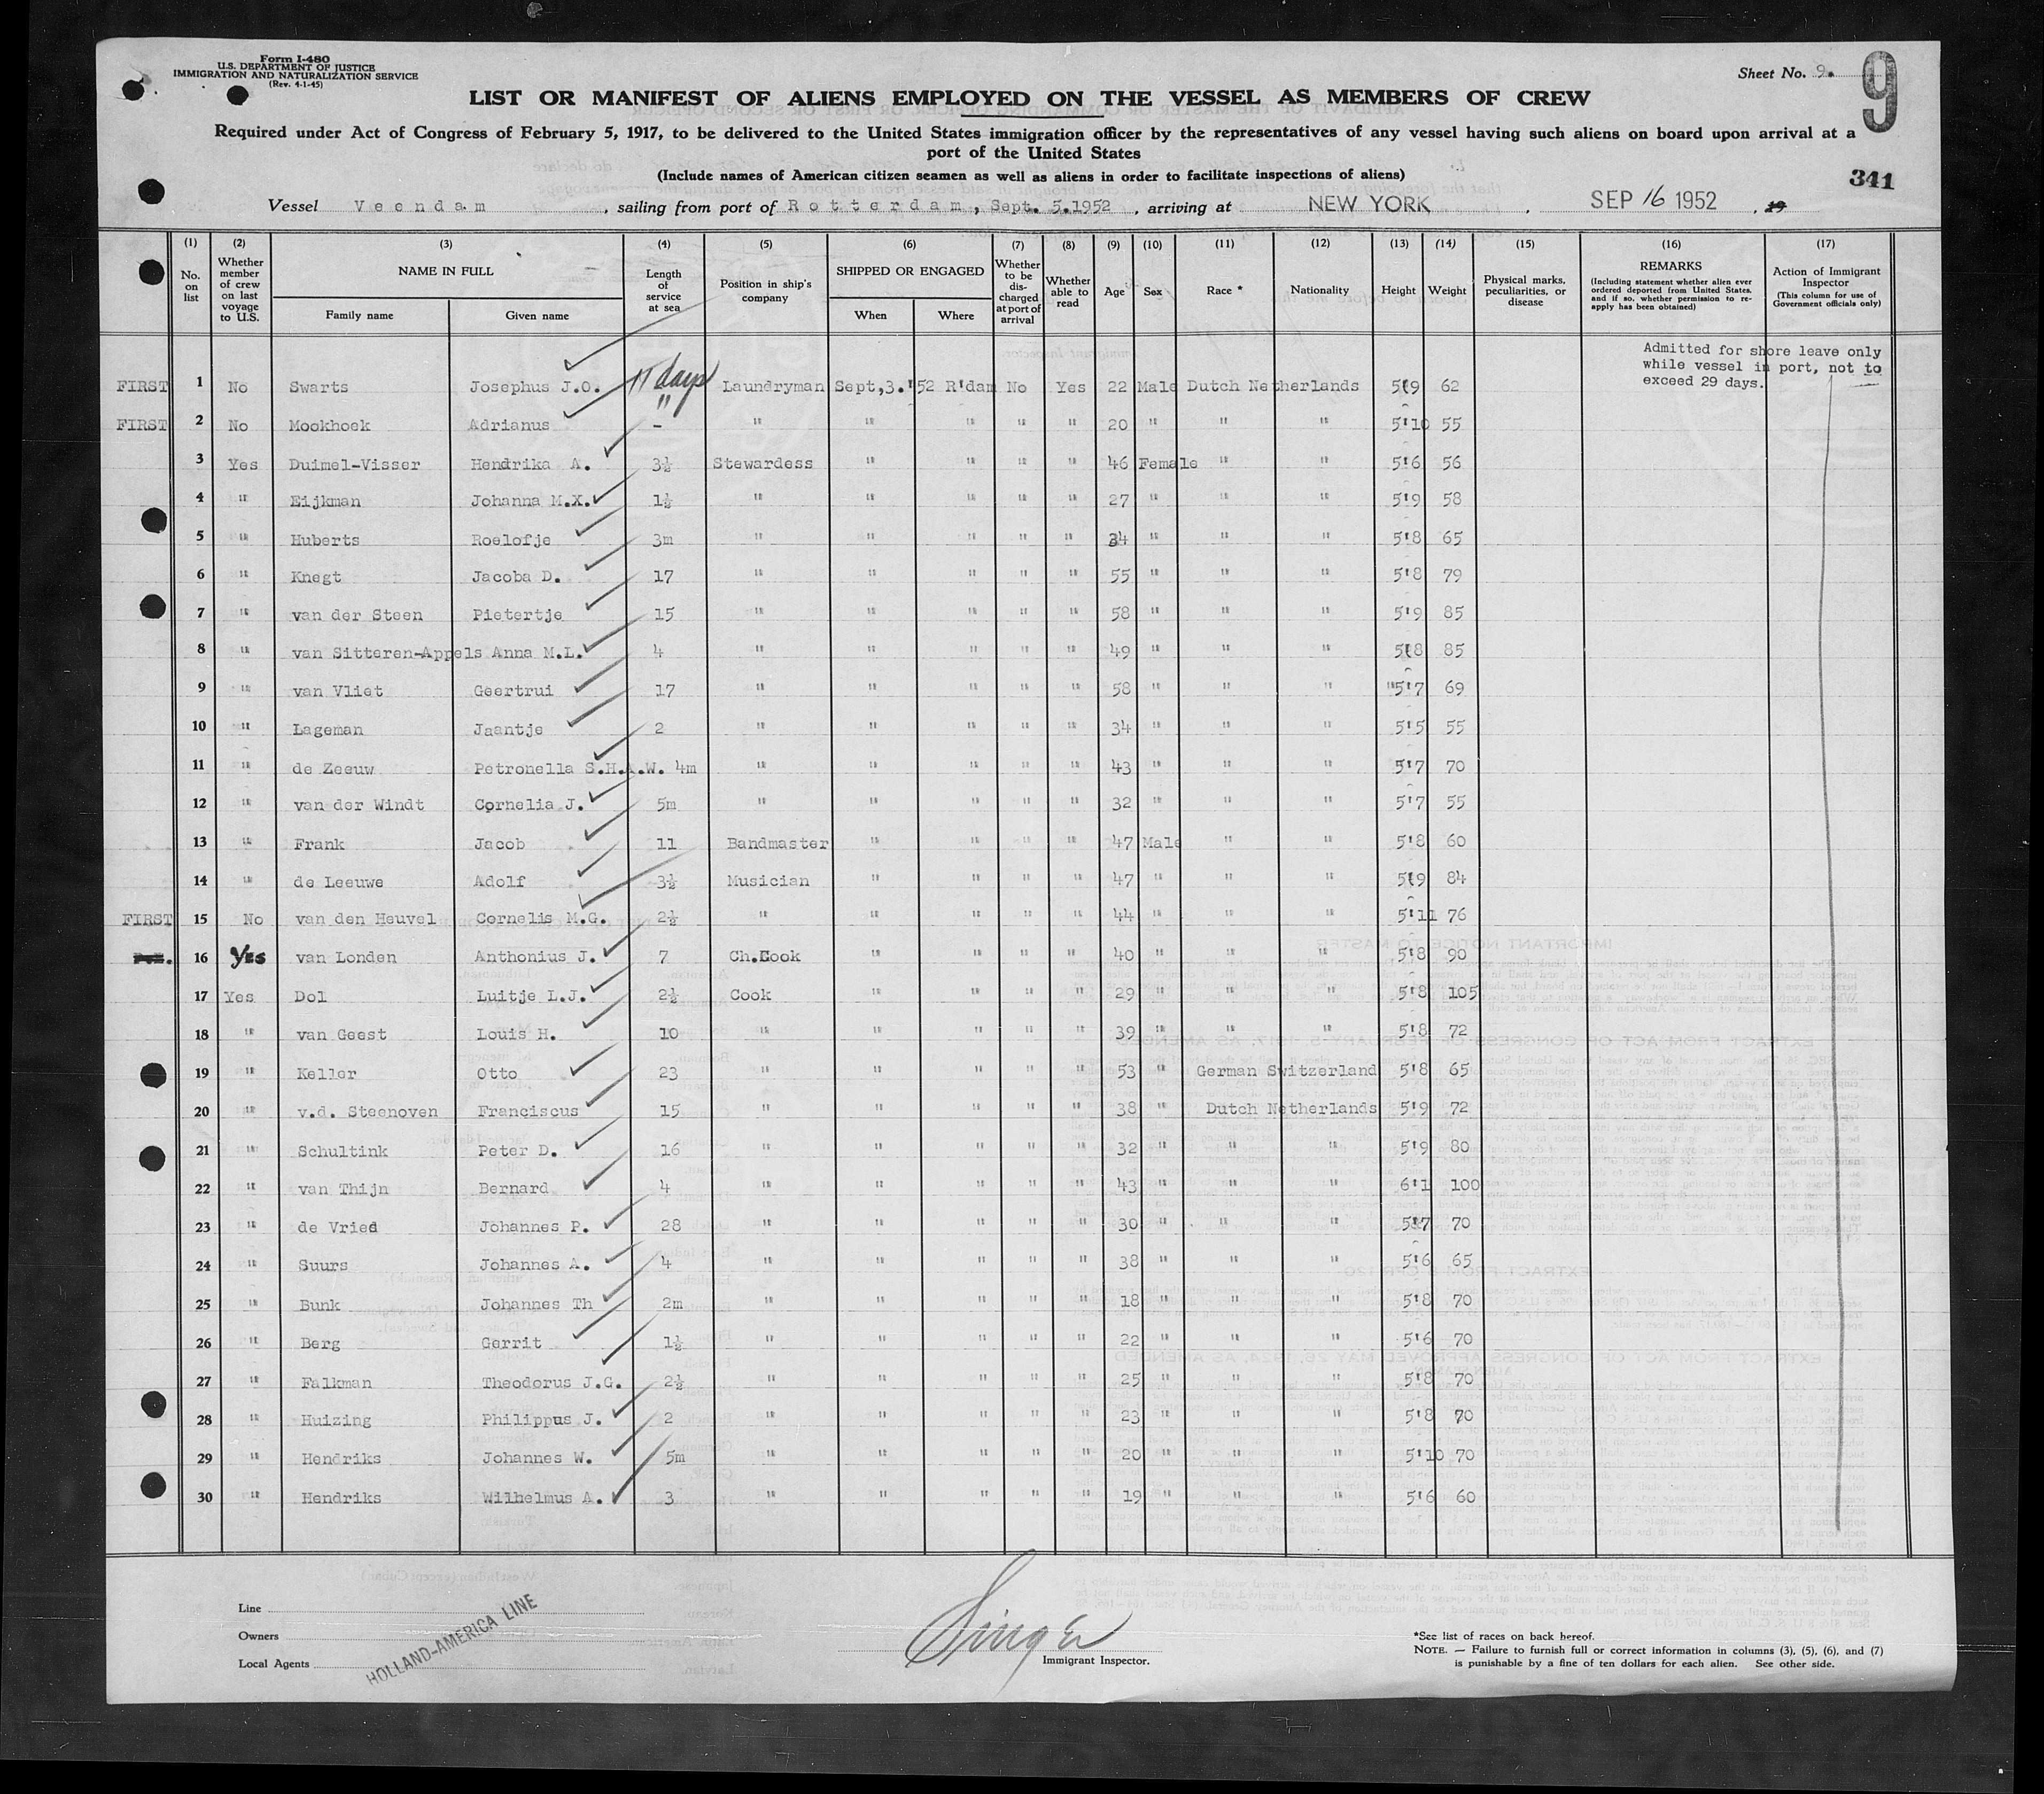 Form I-480
U.S. DEPARTMENT OF JUSTICE
IMMIGRATION AND NATURALIZATION SERVICE
(Rev. 4-1-45)
Sheet No. 9.
9
LIST OR MANIFEST OF ALIENS EMPLOYED ON THE VESSEL AS MEMBERS OF CREW
Required under Act of Congress of February 5, 1917, to be delivered to the United States immigration officer by the representatives of any vessel having such aliens on board upon arrival at a
port of the United States
(Include names of American citizen seamen as well as aliens in order to facilitate inspections of aliens)
341
Vessel Veendam, sailing from port of Rotterdam, Sept. 5.1952, arriving at NEW YORK, SEP 16 1952, 19
(1) (2) (3) (4) (5) (6) (7) (8) (9) (10) (11) (12) (13) (14) (15) (16) (17)
No. on list | Whether member of crew on last voyage to U.S. | NAME IN FULL | Family name | Given name | Length of service at sea | Position in ship's company | SHIPPED OR ENGAGED | When | Where | Whether to be discharged at port of arrival | Whether able to read | Age | Sex | Race * | Nationality | Height | Weight | Physical marks, peculiarities, or disease | REMARKS (Including statement whether alien ever ordered deported from United States, and if so, whether permission to re-apply has been obtained) | Action of Immigrant Inspector (This column for use of Government officials only)
Admitted for shore leave only
while vessel in port, not to
exceed 29 days.
FIRST 1 No Swarts Josephus J.O. 11 days Laundryman Sept,3.'52 R'dam No Yes 22 Male Dutch Netherlands 5'9 62
FIRST 2 No Mookhoek Adrianus " - " " " " " 20 " " " 5'10 55
3 Yes Duimel-Visser Hendrika A. 3½ Stewardess " " " " 46 Female " " 5'6 56
4 " Eijkman Johanna M.X. 1½ " " " " " 27 " " " 5'9 58
5 " Huberts Roelofje 3m " " " " " 34 " " " 5'8 65
6 " Knegt Jacoba D. 17 " " " " " 55 " " " 5'8 79
7 " van der Steen Pietertje 15 " " " " " 58 " " " 5'9 85
8 " van Sitteren-Appels Anna M.L. 4 " " " " " 49 " " " 5'8 85
9 " van Vliet Geertrui 17 " " " " " 58 " " " 5'7 69
10 " Lageman Jaantje 2 " " " " " 34 " " " 5'5 55
11 " de Zeeuw Petronella S.H.A.W. 4m " " " " " 43 " " " 5'7 70
12 " van der Windt Cornelia J. 5m " " " " " 32 " " " 5'7 55
13 " Frank Jacob 11 Bandmaster " " " " 47 Male " " 5'8 60
14 " de Leeuwe Adolf 3½ Musician " " " " 47 " " " 5'9 84
FIRST 15 No van den Heuvel Cornelis M.G. 2½ " " " " " 44 " " " 5'11 76
16 Yes van Londen Anthonius J. 7 Ch.Cook " " " " 40 " " " 5'8 90
17 Yes Dol Luitje L.J. 2½ Cook " " " " 29 " " " 5'8 105
18 " van Geest Louis H. 10 " " " " " 39 " " " 5'8 72
19 " Keller Otto 23 " " " " " 53 " German Switzerland 5'8 65
20 " v.d. Steenoven Franciscus 15 " " " " " 38 " Dutch Netherlands 5'9 72
21 " Schultink Peter D. 16 " " " " " 32 " " " 5'9 80
22 " van Thijn Bernard 4 " " " " " 43 " " " 6'1 100
23 " de Vried Johannes P. 28 " " " " " 30 " " " 5'7 70
24 " Suurs Johannes A. 4 " " " " " 38 " " " 5'6 65
25 " Bunk Johannes Th 2m " " " " " 18 " " " 5'8 70
26 " Berg Gerrit 1½ " " " " " 22 " " " 5'6 70
27 " Falkman Theodorus J.G. 2½ " " " " " 25 " " " 5'8 70
28 " Huizing Philippus J. 2 " " " " " 23 " " " 5'8 70
29 " Hendriks Johannes W. 5m " " " " " 20 " " " 5'10 70
30 " Hendriks Wilhelmus A. 3 " " " " " 19 " " " 5'6 60
Line
Owners
Local Agents
HOLLAND-AMERICA LINE
Singer
Immigrant Inspector.
*See list of races on back hereof.
NOTE. — Failure to furnish full or correct information in columns (3), (5), (6), and (7)
is punishable by a fine of ten dollars for each alien. See other side.